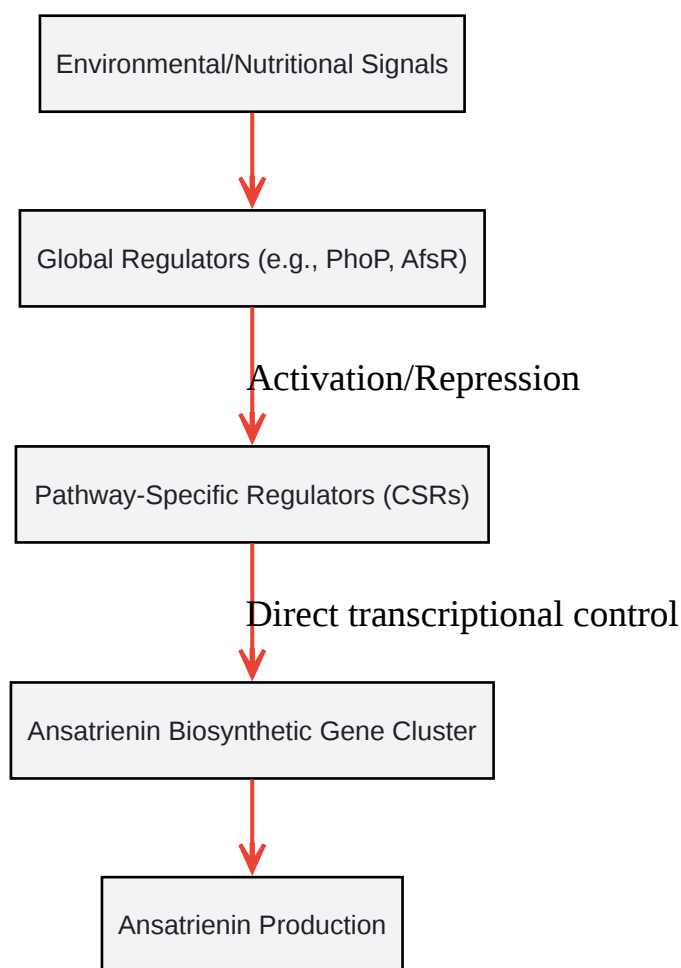 Environmental/Nutritional Signals
Global Regulators (e.g., PhoP, AfsR)
Activation/Repression
Pathway-Specific Regulators (CSRs)
Direct transcriptional control
Ansatrienin Biosynthetic Gene Cluster
Ansatrienin Production